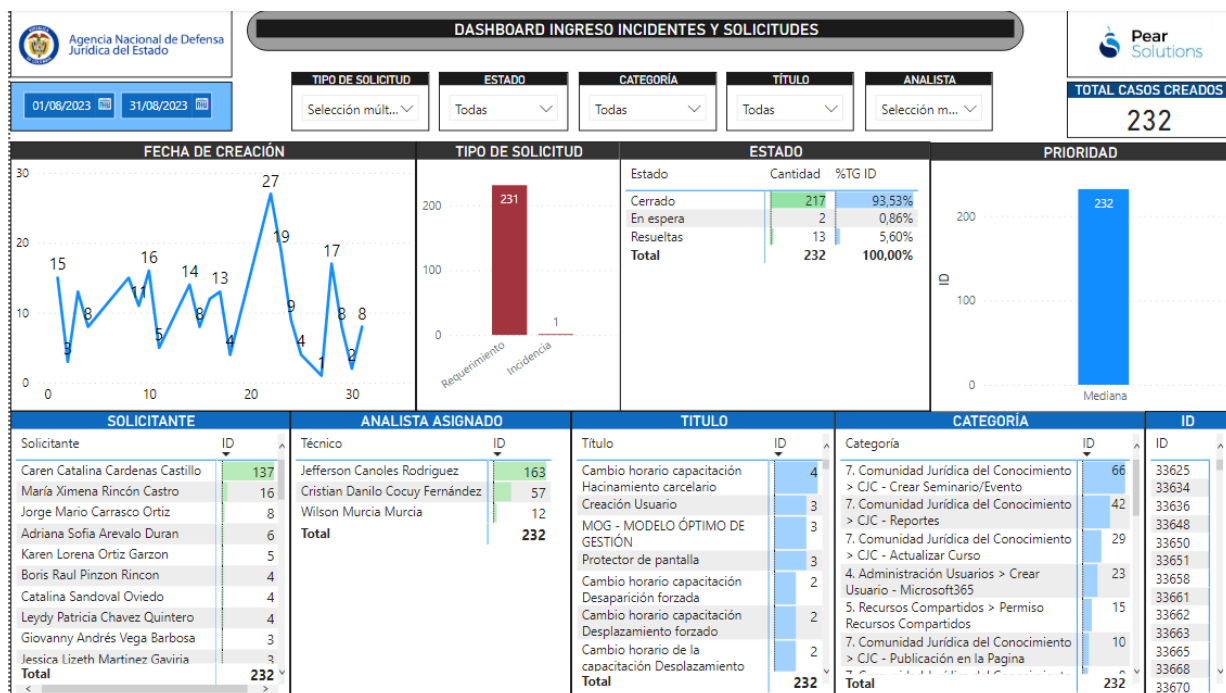 Agencia Nacional de Defensa
Jurídica del Estado
DASHBOARD INGRESO INCIDENTES Y SOLICITUDES
Pear
Solutions
01/08/2023 31/08/2023
TIPO DE SOLICITUD
Selección múlt...
ESTADO
Todas
CATEGORÍA
Todas
TÍTULO
Todas
ANALISTA
Selección m...
TOTAL CASOS CREADOS
232
FECHA DE CREACIÓN
30
20
10
0
15
3
8
11
16
5
14
8
13
4
27
19
9
4
1
17
8
2
8
0 10 20 30
TIPO DE SOLICITUD
200
100
0
231
1
Requerimiento
Incidencia
ESTADO
Estado Cantidad %TG ID
Cerrado 217 93,53%
En espera 2 0,86%
Resueltas 13 5,60%
Total 232 100,00%
PRIORIDAD
ID
200
100
0
232
Mediana
SOLICITANTE
Solicitante ID
Caren Catalina Cardenas Castillo 137
María Ximena Rincón Castro 16
Jorge Mario Carrasco Ortiz 8
Adriana Sofia Arevalo Duran 6
Karen Lorena Ortiz Garzon 5
Boris Raul Pinzon Rincon 4
Catalina Sandoval Oviedo 4
Leydy Patricia Chavez Quintero 4
Giovanny Andrés Vega Barbosa 3
Jessica Lizeth Martinez Gaviria 3
Total 232
ANALISTA ASIGNADO
Técnico ID
Jefferson Canoles Rodriguez 163
Cristian Danilo Cocuy Fernández 57
Wilson Murcia Murcia 12
Total 232
TITULO
Título ID
Cambio horario capacitación 4
Hacinamiento carcelario
Creación Usuario 3
MOG - MODELO ÓPTIMO DE 3
GESTIÓN
Protector de pantalla 3
Cambio horario capacitación 2
Desaparición forzada
Cambio horario capacitación 2
Desplazamiento forzado
Cambio horario de la 2
capacitación Desplazamiento
Total 232
CATEGORÍA
Categoría ID
7. Comunidad Jurídica del Conocimiento 66
> CJC - Crear Seminario/Evento
7. Comunidad Jurídica del Conocimiento 42
> CJC - Reportes
7. Comunidad Jurídica del Conocimiento 29
> CJC - Actualizar Curso
4. Administración Usuarios > Crear 23
Usuario - Microsoft365
5. Recursos Compartidos > Permiso 15
Recursos Compartidos
7. Comunidad Jurídica del Conocimiento 10
> CJC - Publicación en la Pagina
Total 232
ID
ID
33625
33634
33636
33648
33650
33651
33658
33661
33662
33663
33665
33668
33670